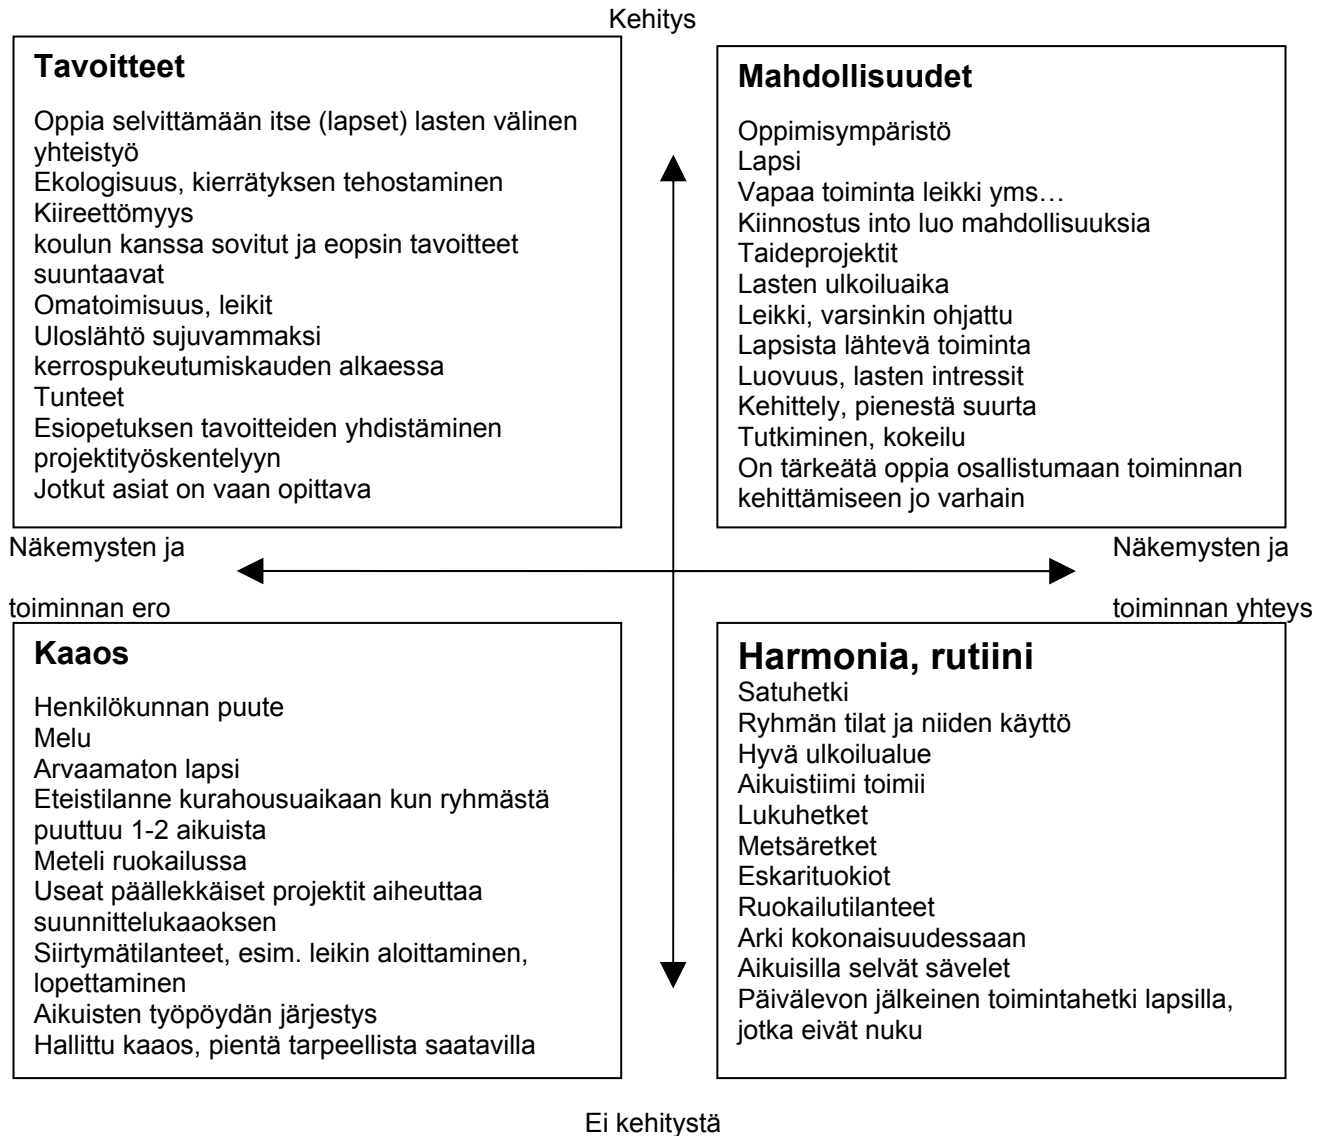 Kehitys
Tavoitteet
Oppia selvittämään itse (lapset) lasten välinen
yhteistyö
Ekologisuus, kierrätyksen tehostaminen
Kiireettömyys
koulun kanssa sovitut ja eopsin tavoitteet
suuntaavat
Omatoimisuus, leikit
Uloslähtö sujuvammaksi
kerrospukeutumiskauden alkaessa
Tunteet
Esiopetuksen tavoitteiden yhdistäminen
projektityöskentelyyn
Jotkut asiat on vaan opittava
Mahdollisuudet
Oppimisympäristö
Lapsi
Vapaa toiminta leikki yms…
Kiinnostus into luo mahdollisuuksia
Taideprojektit
Lasten ulkoiluaika
Leikki, varsinkin ohjattu
Lapsista lähtevä toiminta
Luovuus, lasten intressit
Kehittely, pienestä suurta
Tutkiminen, kokeilu
On tärkeätä oppia osallistumaan toiminnan
kehittämiseen jo varhain
Näkemysten ja
toiminnan ero
Näkemysten ja
toiminnan yhteys
Kaaos
Henkilökunnan puute
Melu
Arvaamaton lapsi
Eteistilanne kurahousuaikaan kun ryhmästä
puuttuu 1-2 aikuista
Meteli ruokailussa
Useat päällekkäiset projektit aiheuttaa
suunnittelukaaoksen
Siirtymätilanteet, esim. leikin aloittaminen,
lopettaminen
Aikuisten työpöydän järjestys
Hallittu kaaos, pientä tarpeellista saatavilla
Harmonia, rutiini
Satuhetki
Ryhmän tilat ja niiden käyttö
Hyvä ulkoilualue
Aikuistiimi toimii
Lukuhetket
Metsäretket
Eskarituokiot
Ruokailutilanteet
Arki kokonaisuudessaan
Aikuisilla selvät sävelet
Päivälevon jälkeinen toimintahetki lapsilla,
jotka eivät nuku
Ei kehitystä